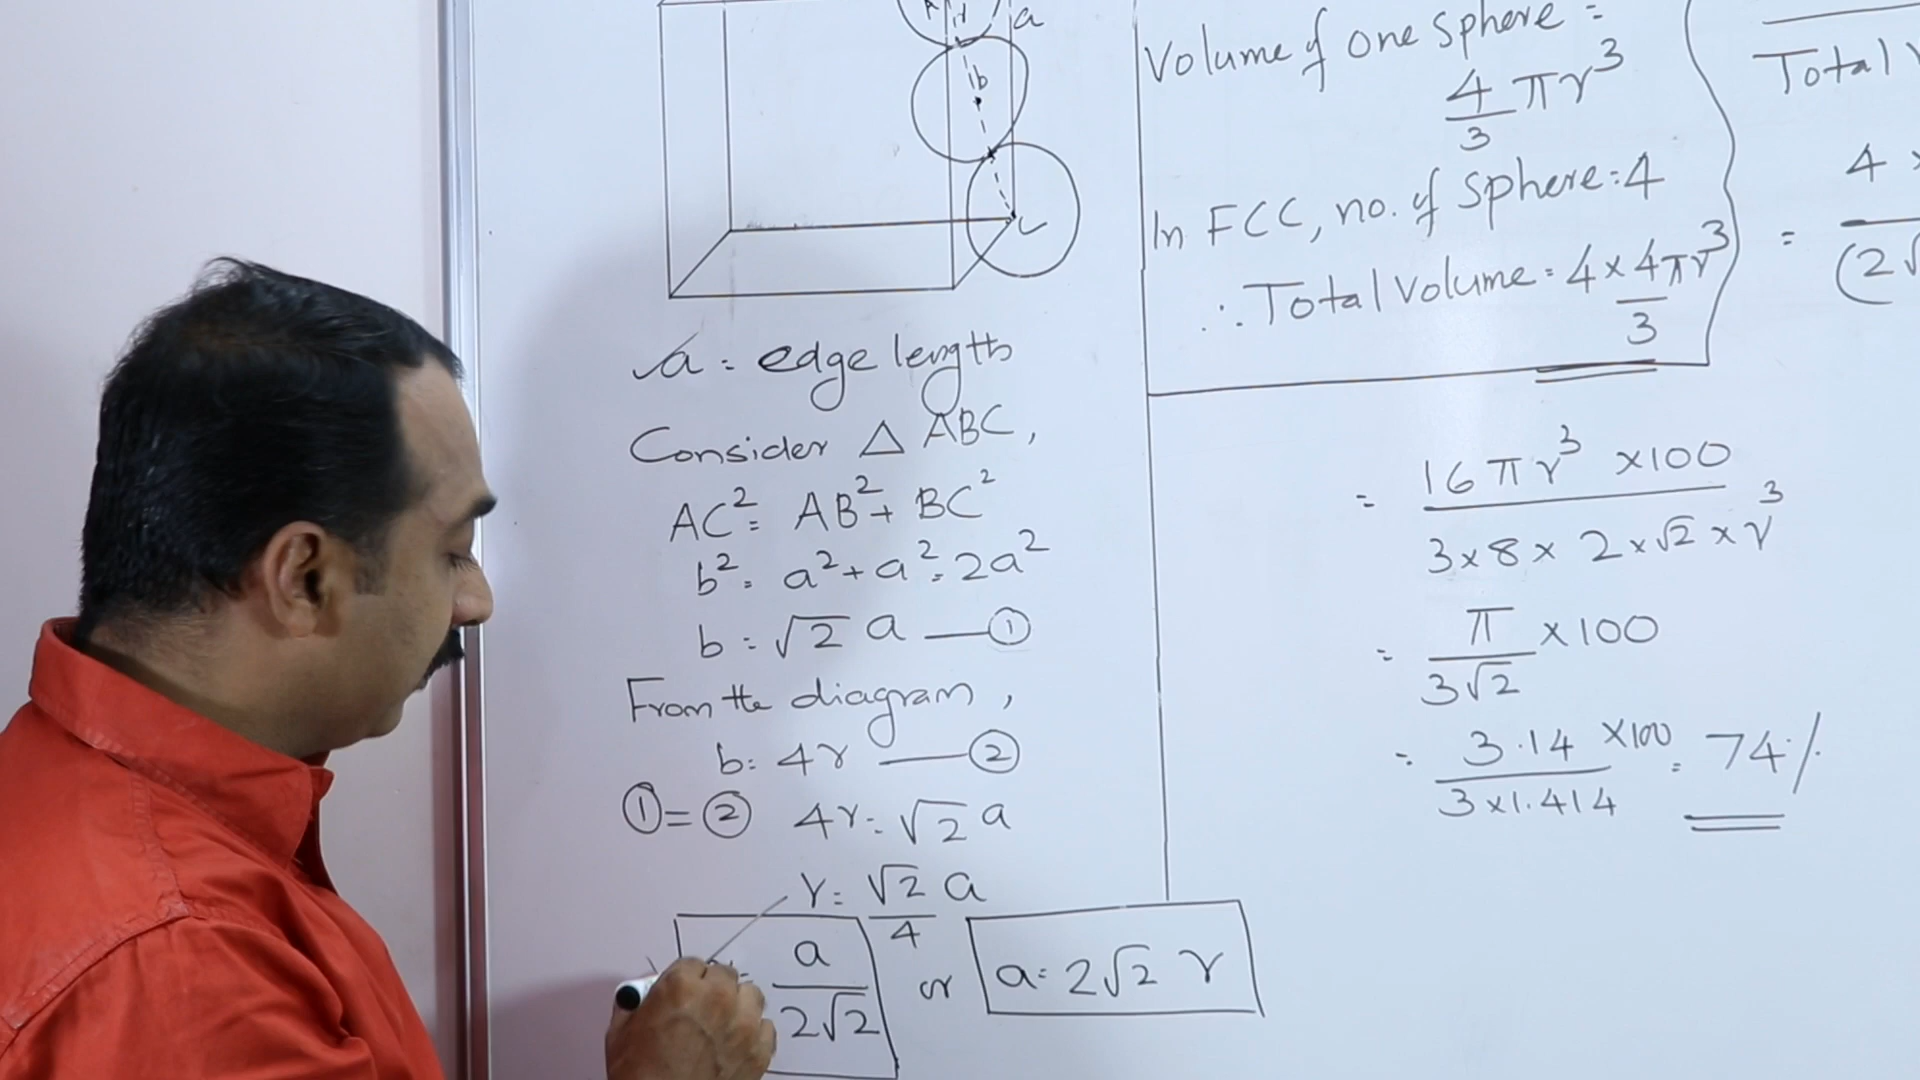 a
b
C
a = edge length
Consider △ ABC,
AC² = AB² + BC²
b² = a² + a² = 2a²
b = √2 a — ①
From the diagram,
b = 4r — ②
① = ② 4r = √2 a
r = √2/4 a
= a/2√2 or a = 2√2 r
Volume of one sphere =
4/3 πr³
In FCC, no. of sphere = 4
∴ Total volume = 4 × 4/3 πr³
= 16πr³ ×100 / 3×8×2×√2×r³
= π/3√2 ×100
= 3.14/3×1.414 ×100 = 74%
Total
4 ×
=
(2√